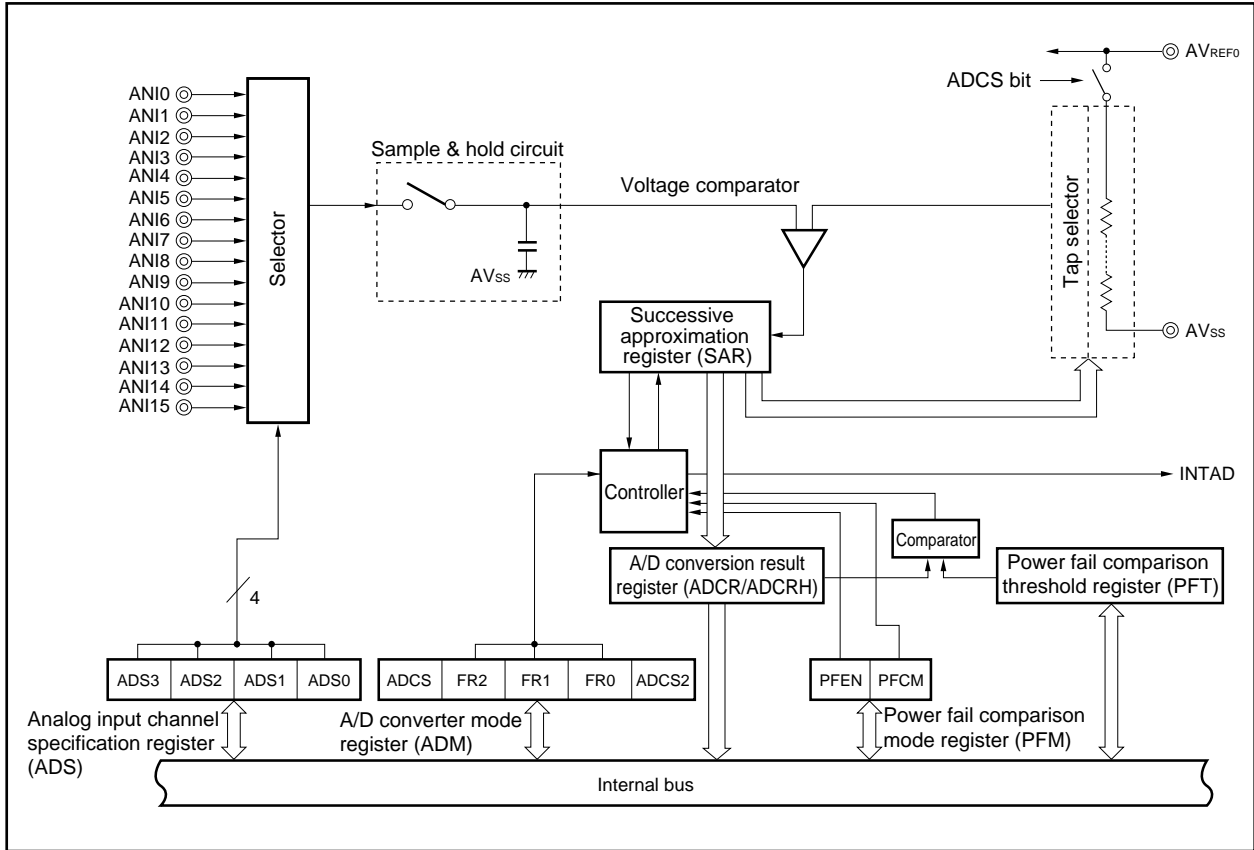 AVREF0
ADCS bit
ANI0
ANI1
ANI2
ANI3
ANI4
ANI5
ANI6
ANI7
ANI8
ANI9
ANI10
ANI11
ANI12
ANI13
ANI14
ANI15
Selector
Sample & hold circuit
AVSS
Voltage comparator
Tap selector
AVSS
Successive
approximation
register (SAR)
Controller
INTAD
Comparator
A/D conversion result
register (ADCR/ADCRH)
Power fail comparison
threshold register (PFT)
4
ADS3
ADS2
ADS1
ADS0
ADCS
FR2
FR1
FR0
ADCS2
PFEN
PFCM
Analog input channel
specification register
(ADS)
A/D converter mode
register (ADM)
Power fail comparison
mode register (PFM)
Internal bus